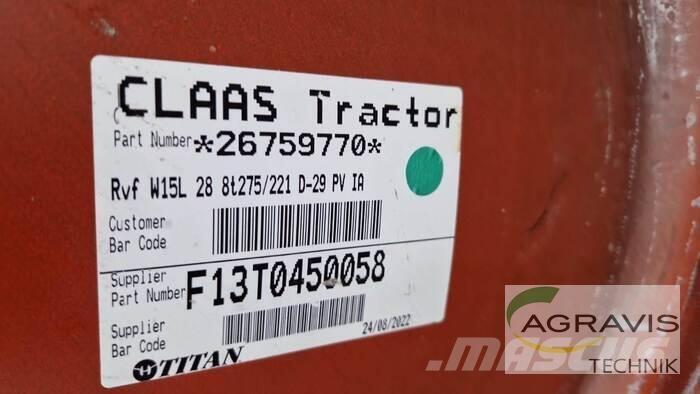 CLAAS Tractor
Part Number *26759770*
Rvf W15L 28 8t275/221 D-29 PV IA
Customer
Bar Code
Supplier
Part Number F13T0450058
Supplier
Bar Code
24/08/2022
TITAN
AGRAVIS
TECHNIK
MASCUS